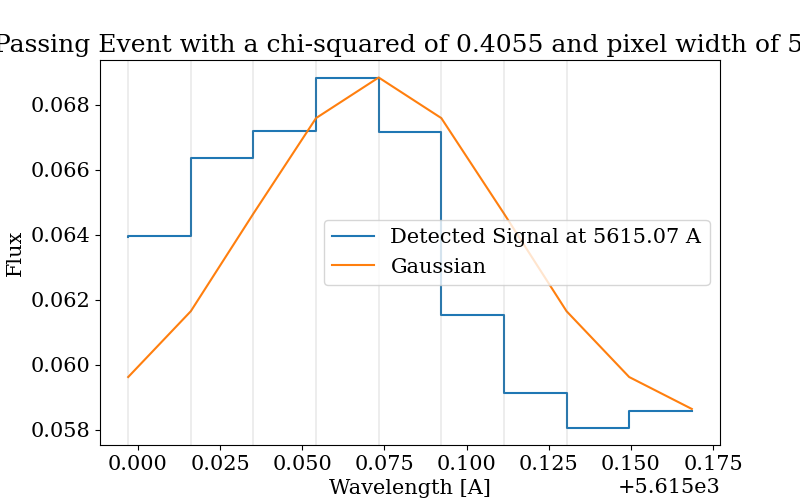 Passing Event with a chi-squared of 0.4055 and pixel width of 5
0.068
0.066
0.064
0.062
0.060
0.058
Flux
Detected Signal at 5615.07 A
Gaussian
0.000 0.025 0.050 0.075 0.100 0.125 0.150 0.175
Wavelength [A]
+5.615e3